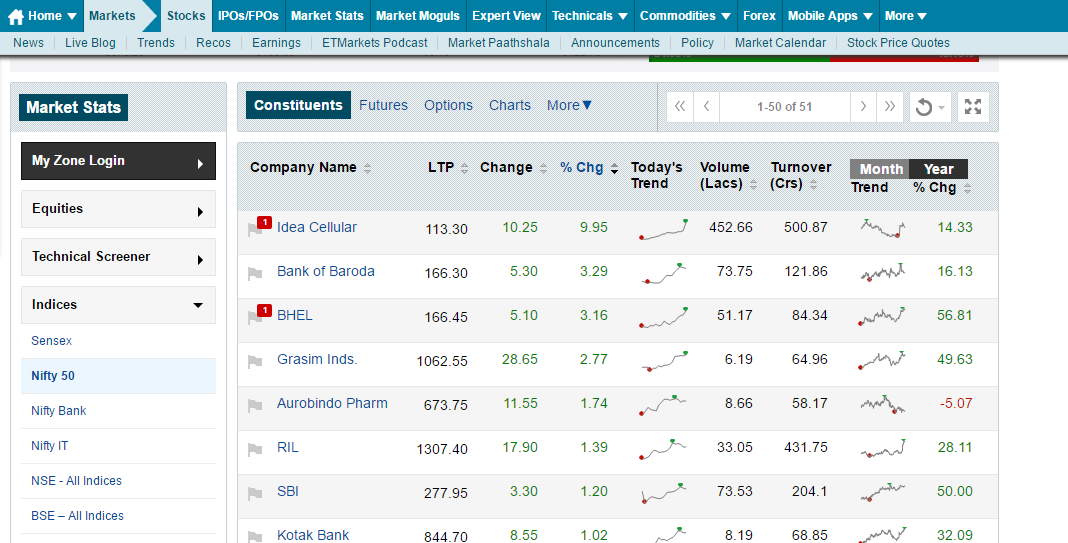 Home Markets Stocks IPOs/FPOs Market Stats Market Moguls Expert View Technicals Commodities Forex Mobile Apps More
News Live Blog Trends Recos Earnings ETMarkets Podcast Market Paathshala Announcements Policy Market Calendar Stock Price Quotes
Market Stats
My Zone Login
Equities
Technical Screener
Indices
Sensex
Nifty 50
Nifty Bank
Nifty IT
NSE - All Indices
BSE – All Indices
Constituents Futures Options Charts More▼ 1-50 of 51
Company Name LTP Change % Chg Today's Volume Turnover Month Year
Trend (Lacs) (Crs) Trend % Chg
1 Idea Cellular 113.30 10.25 9.95 452.66 500.87 14.33
Bank of Baroda 166.30 5.30 3.29 73.75 121.86 16.13
1 BHEL 166.45 5.10 3.16 51.17 84.34 56.81
Grasim Inds. 1062.55 28.65 2.77 6.19 64.96 49.63
Aurobindo Pharm 673.75 11.55 1.74 8.66 58.17 -5.07
RIL 1307.40 17.90 1.39 33.05 431.75 28.11
SBI 277.95 3.30 1.20 73.53 204.1 50.00
Kotak Bank 844.70 8.55 1.02 8.19 68.85 32.09